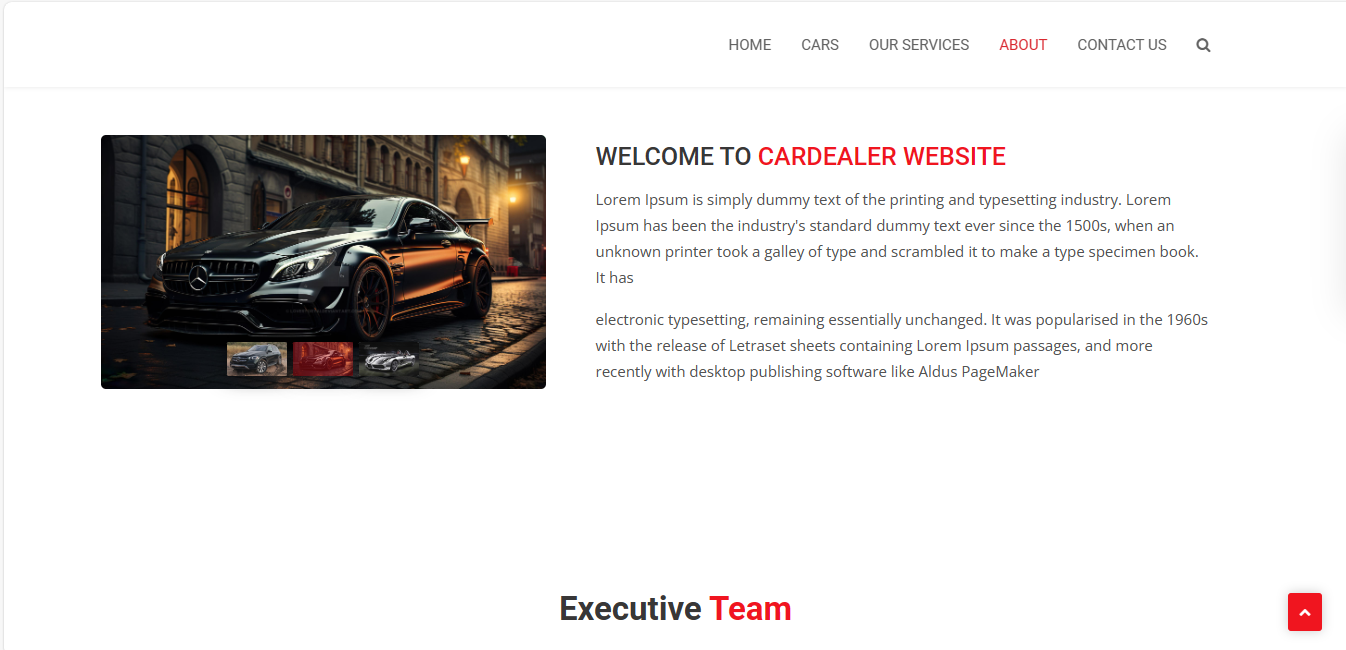 HOME CARS OUR SERVICES ABOUT CONTACT US
WELCOME TO CARDEALER WEBSITE
Lorem Ipsum is simply dummy text of the printing and typesetting industry. Lorem
Ipsum has been the industry's standard dummy text ever since the 1500s, when an
unknown printer took a galley of type and scrambled it to make a type specimen book.
It has
electronic typesetting, remaining essentially unchanged. It was popularised in the 1960s
with the release of Letraset sheets containing Lorem Ipsum passages, and more
recently with desktop publishing software like Aldus PageMaker
Executive Team